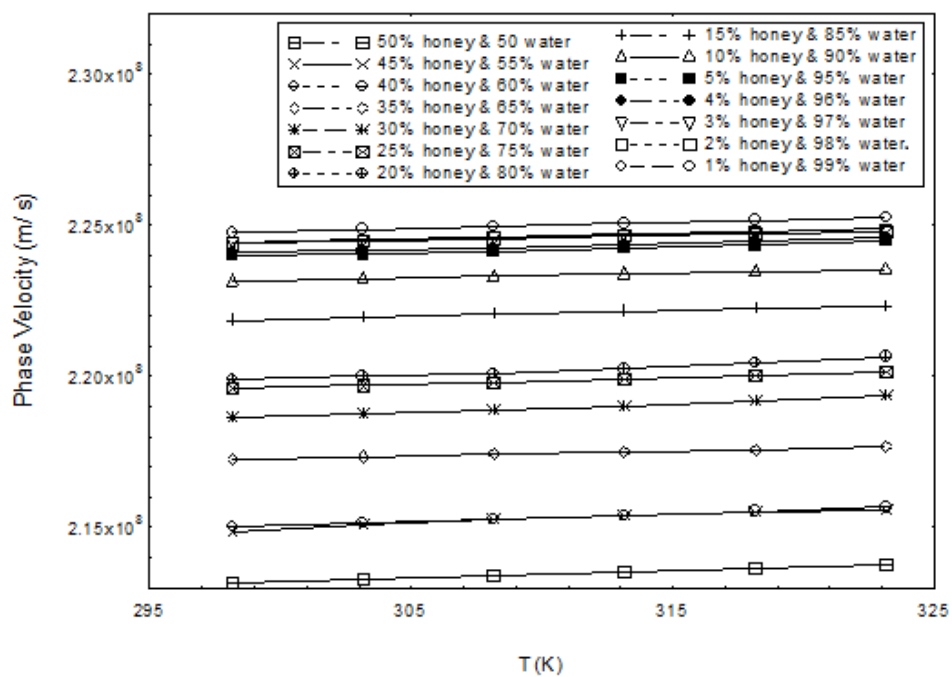 2.30x10⁸
2.25x10⁸
2.20x10⁸
2.15x10⁸
Phase Velocity (m/ s)
50% honey & 50 water
45% honey & 55% water
40% honey & 60% water
35% honey & 65% water
30% honey & 70% water
25% honey & 75% water
20% honey & 80% water
15% honey & 85% water
10% honey & 90% water
5% honey & 95% water
4% honey & 96% water
3% honey & 97% water
2% honey & 98% water.
1% honey & 99% water
295 305 315 325
T (K)